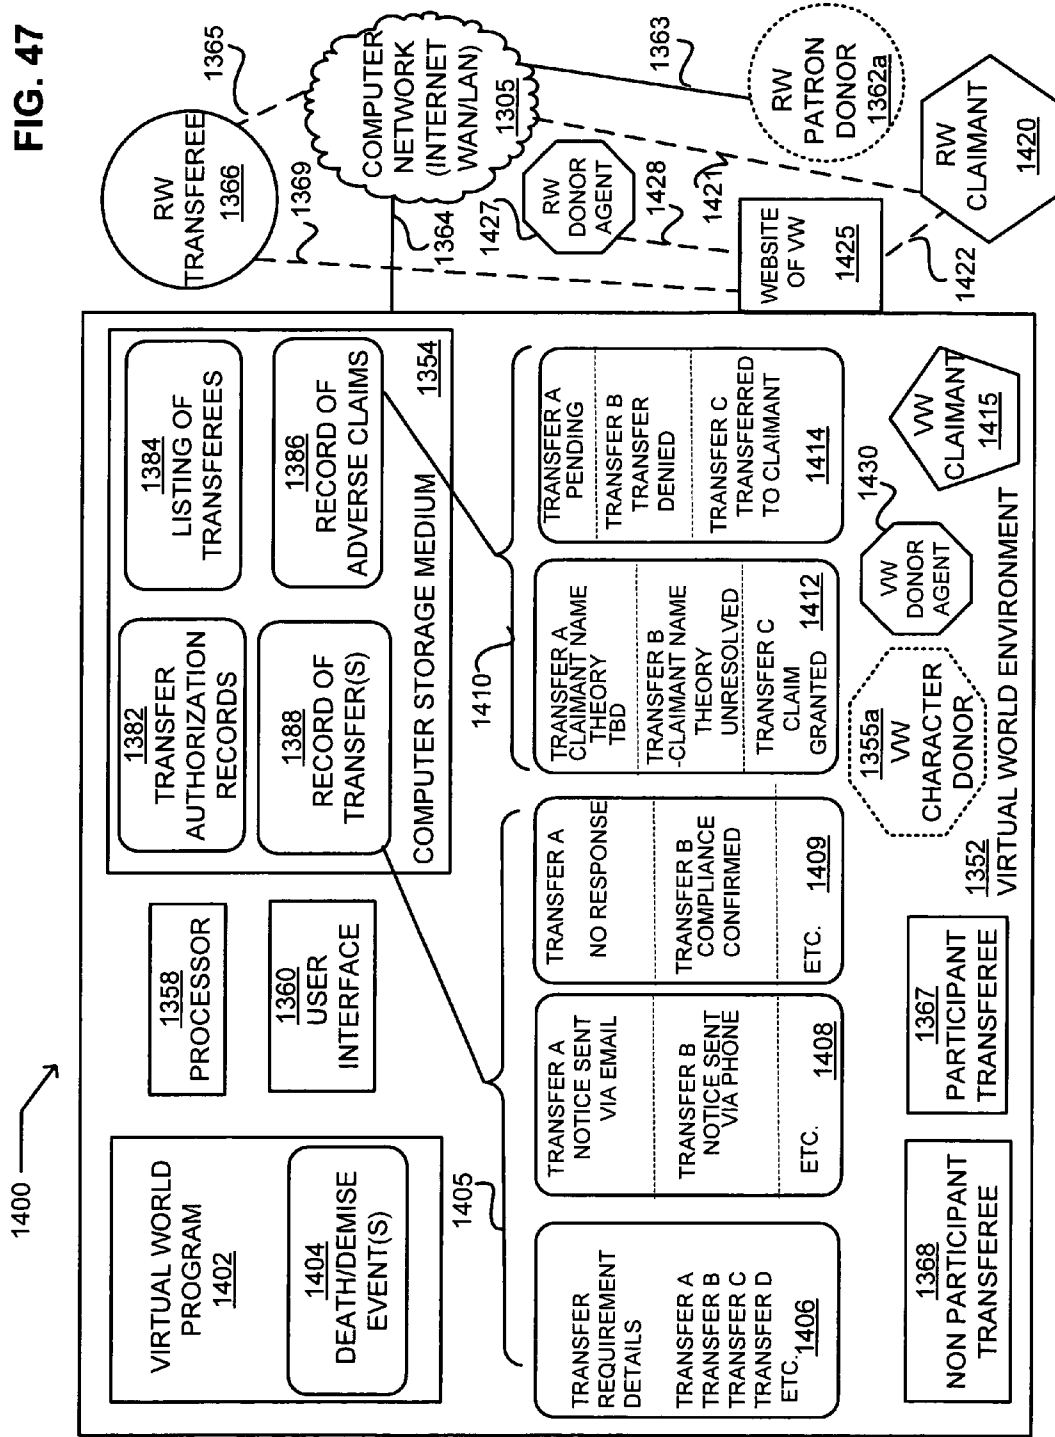 FIG. 47
1400
VIRTUAL WORLD
PROGRAM
1402
1404
DEATH/DEMISE
EVENT(S)
1358
PROCESSOR
1360
USER
INTERFACE
1382
TRANSFER
AUTHORIZATION
RECORDS
1384
LISTING OF
TRANSFEREES
1388
RECORD OF
TRANSFER(S)
1386
RECORD OF
ADVERSE CLAIMS
COMPUTER STORAGE MEDIUM
1354
RW
TRANSFEREE
1366
1365
1369
COMPUTER
NETWORK
(INTERNET
WAN/LAN)
1305
1364
1363
1427
RW
DONOR
AGENT
1428
1421
RW
PATRON
DONOR
1362a
WEBSITE
OF VW
1425
1422
RW
CLAIMANT
1420
1405
1410
TRANSFER
REQUIREMENT
DETAILS
TRANSFER A
TRANSFER B
TRANSFER C
TRANSFER D
ETC.
1406
TRANSFER A
NOTICE SENT
VIA EMAIL
TRANSFER B
NOTICE SENT
VIA PHONE
ETC.
1408
TRANSFER A
NO RESPONSE
TRANSFER B
COMPLIANCE
CONFIRMED
ETC.
1409
TRANSFER A
CLAIMANT NAME
THEORY
TBD
TRANSFER B
-CLAIMANT NAME
THEORY
UNRESOLVED
TRANSFER C
CLAIM
GRANTED
1412
TRANSFER A
PENDING
TRANSFER B
TRANSFER
DENIED
TRANSFER C
TRANSFERRED
TO CLAIMANT
1414
1368
NON PARTICIPANT
TRANSFEREE
1367
PARTICIPANT
TRANSFEREE
1355a
VW
CHARACTER
DONOR
VW
DONOR
AGENT
1430
VW
CLAIMANT
1415
1352
VIRTUAL WORLD ENVIRONMENT